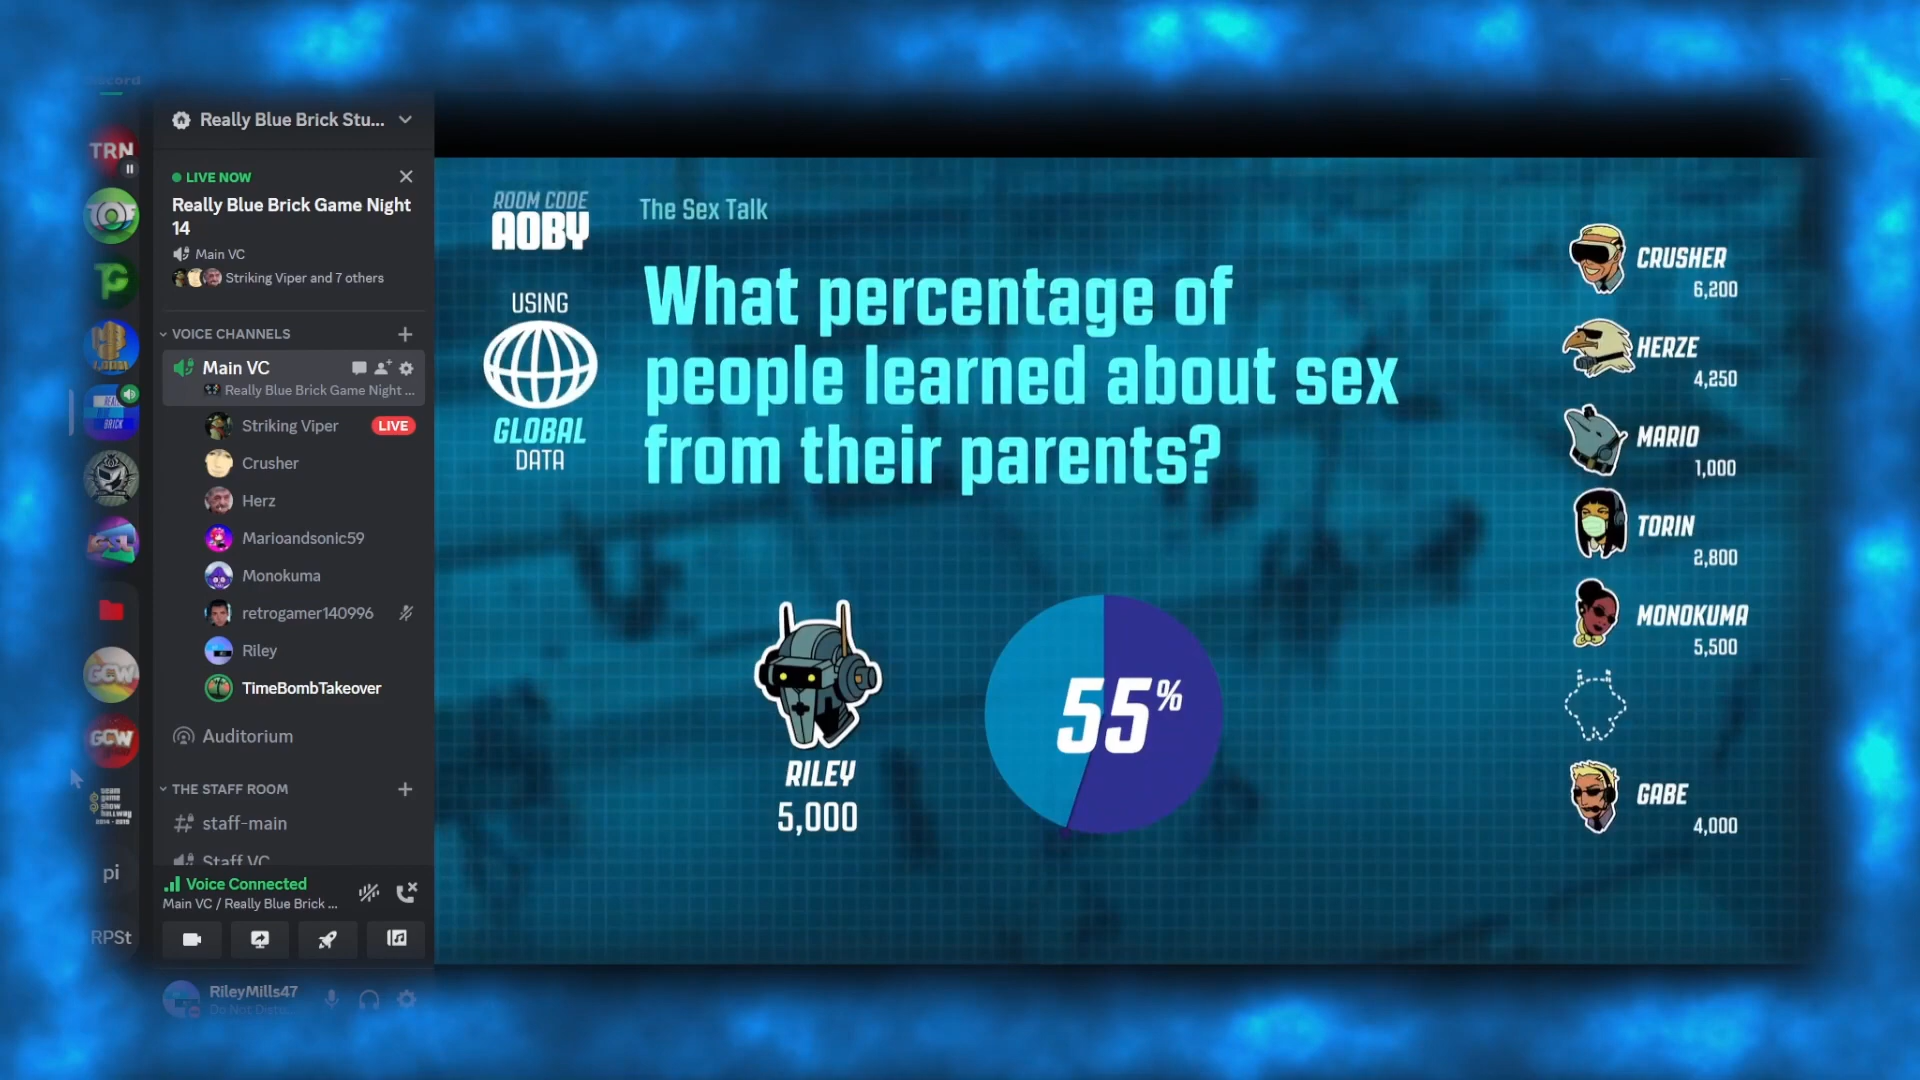 TRN
Really Blue Brick Stu...
LIVE NOW
Really Blue Brick Game Night
14
Main VC
Striking Viper and 7 others
VOICE CHANNELS
Main VC
Really Blue Brick Game Night ...
Striking Viper
LIVE
Crusher
Herz
Marioandsonic59
Monokuma
retrogamer140996
Riley
TimeBombTakeover
Auditorium
THE STAFF ROOM
staff-main
Staff VC
Voice Connected
Main VC / Really Blue Brick ...
RileyMills47
BRICK
GSL
GCW
GCW
pi
RPSt
ROOM CODE
AOBY
USING
GLOBAL
DATA
The Sex Talk
What percentage of
people learned about sex
from their parents?
RILEY
5,000
55%
CRUSHER
6,200
HERZE
4,250
MARIO
1,000
TORIN
2,800
MONOKUMA
5,500
GABE
4,000